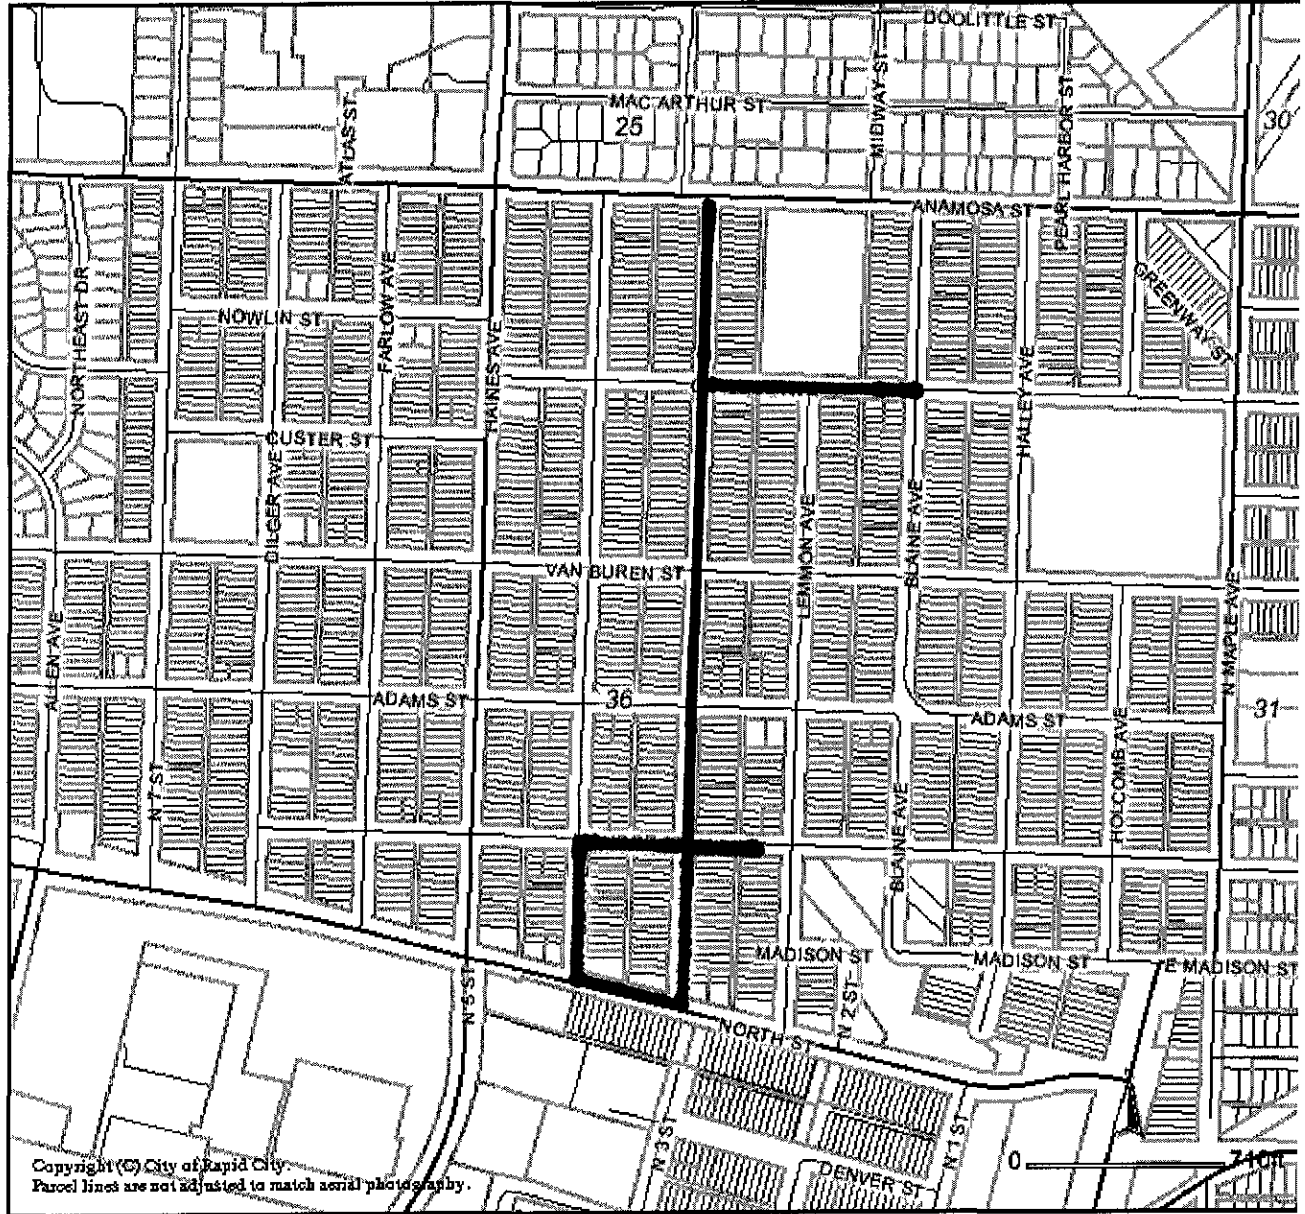 DOOLITTLE ST
MAC ARTHUR ST
25
MIDWAY ST
PEARL HARBOR ST
30
ATLAS ST
ANAMOSA ST
NORTHEAST DR
NOWLIN ST
FARLOW AVE
HAINES AVE
GREENWAY ST
HALLEY AVE
CUSTER ST
DILGER AVE
LEMMON AVE
BLAINE AVE
VAN BUREN ST
N MAPLE AVE
ALLEN AVE
ADAMS ST
36
ADAMS ST
31
HOLCOMB AVE
N 7 ST
BLAINE AVE
MADISON ST
MADISON ST
E MADISON ST
N 5 ST
N 2 ST
NORTH ST
N 3 ST
N 1 ST
DENVER ST
0 710ft
Copyright (C) City of Rapid City.
Parcel lines are not adjusted to match aerial photography.